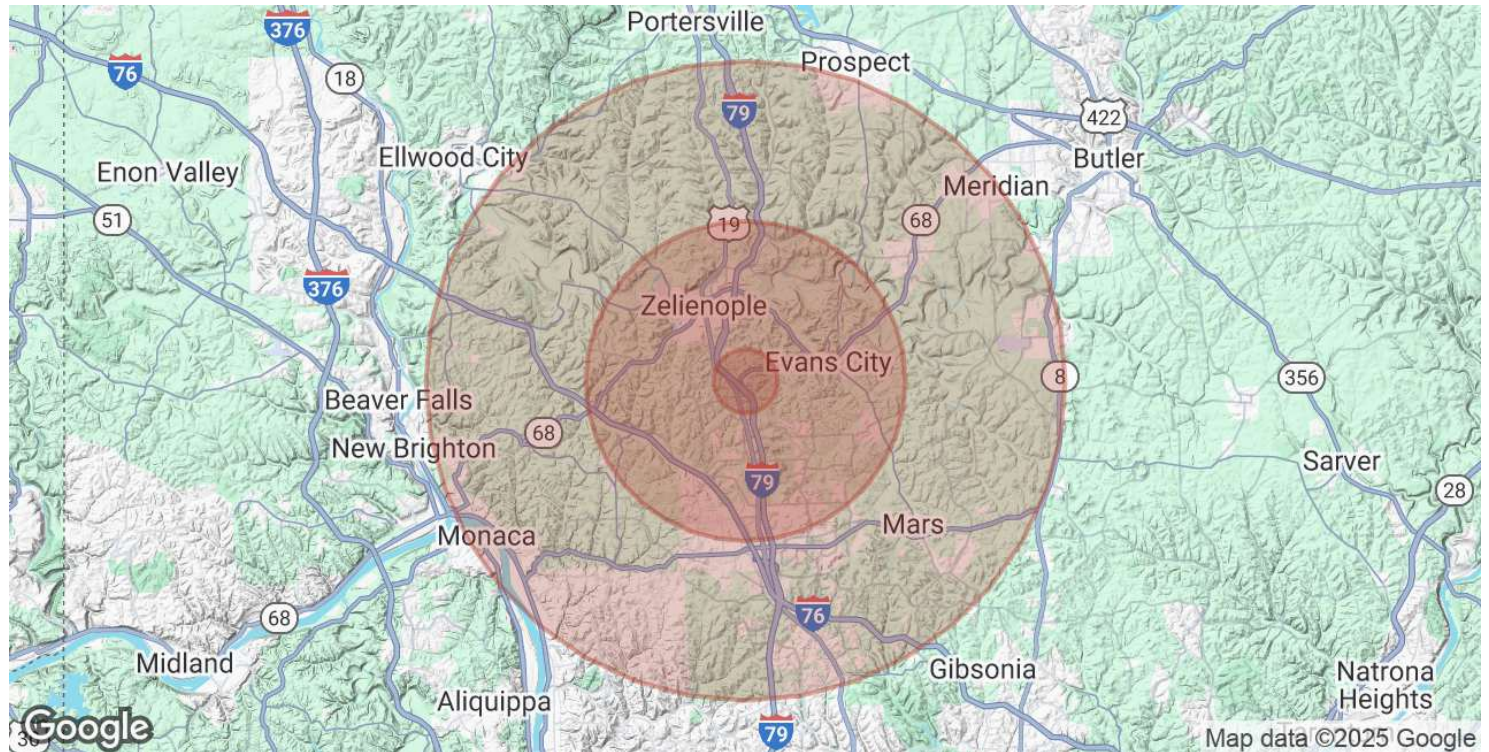 Portersville
376
76
18
Prospect
79
422
Ellwood City
Butler
Enon Valley
Meridian
51
19
68
376
Zelienople
Evans City
8
356
Beaver Falls
68
New Brighton
Sarver
79
28
Mars
Monaca
76
68
Midland
Gibsonia
Natrona
Heights
Aliquippa
79
Google
Map data ©2025 Google